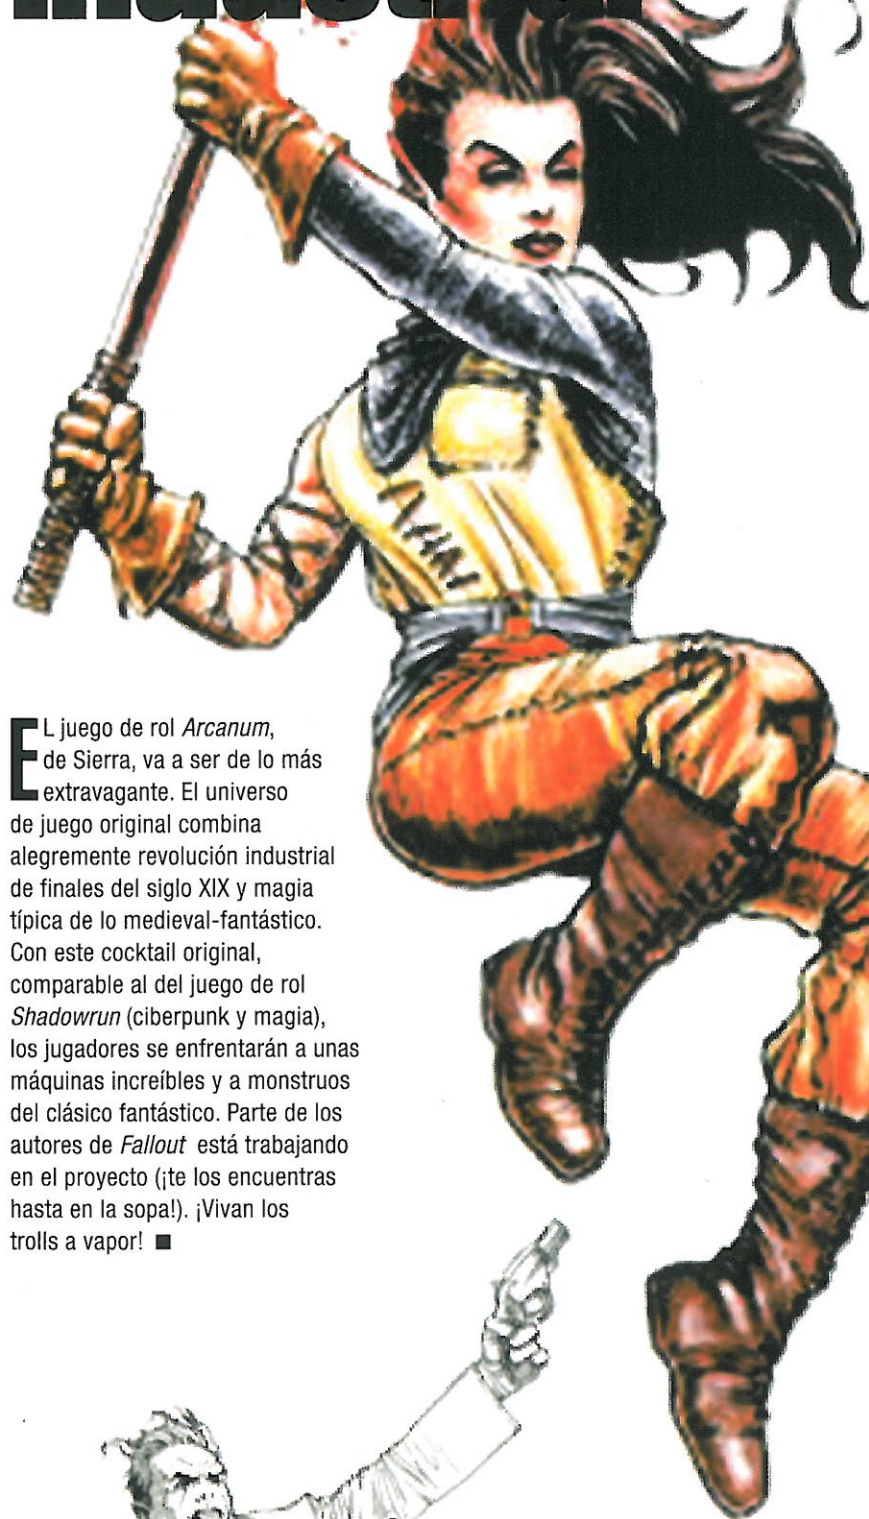 industrial
EL juego de rol Arcanum,
de Sierra, va a ser de lo más
extravagante. El universo
de juego original combina
alegremente revolución industrial
de finales del siglo XIX y magia
típica de lo medieval-fantástico.
Con este cocktail original,
comparable al del juego de rol
Shadowrun (ciberpunk y magia),
los jugadores se enfrentarán a unas
máquinas increíbles y a monstruos
del clásico fantástico. Parte de los
autores de Fallout está trabajando
en el proyecto (¡te los encuentras
hasta en la sopa!). ¡Vivan los
trolls a vapor! ■